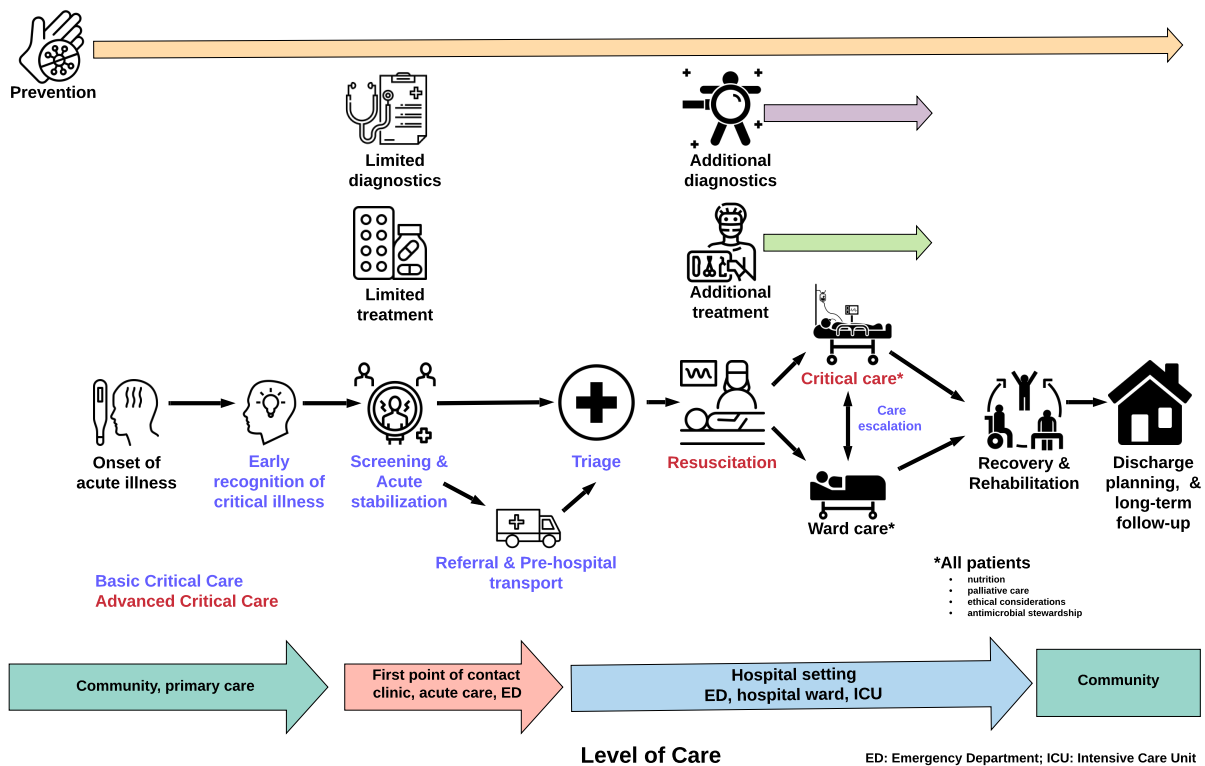 Prevention
Limited
diagnostics
Additional
diagnostics
Limited
treatment
Additional
treatment
Onset of
acute illness
Early
recognition of
critical illness
Screening &
Acute
stabilization
Referral & Pre-hospital
transport
Triage
Resuscitation
Critical care*
Care
escalation
Ward care*
Recovery &
Rehabilitation
Discharge
planning, &
long-term
follow-up
Basic Critical Care
Advanced Critical Care
*All patients
• nutrition
• palliative care
• ethical considerations
• antimicrobial stewardship
Community, primary care
First point of contact
clinic, acute care, ED
Hospital setting
ED, hospital ward, ICU
Community
Level of Care
ED: Emergency Department; ICU: Intensive Care Unit